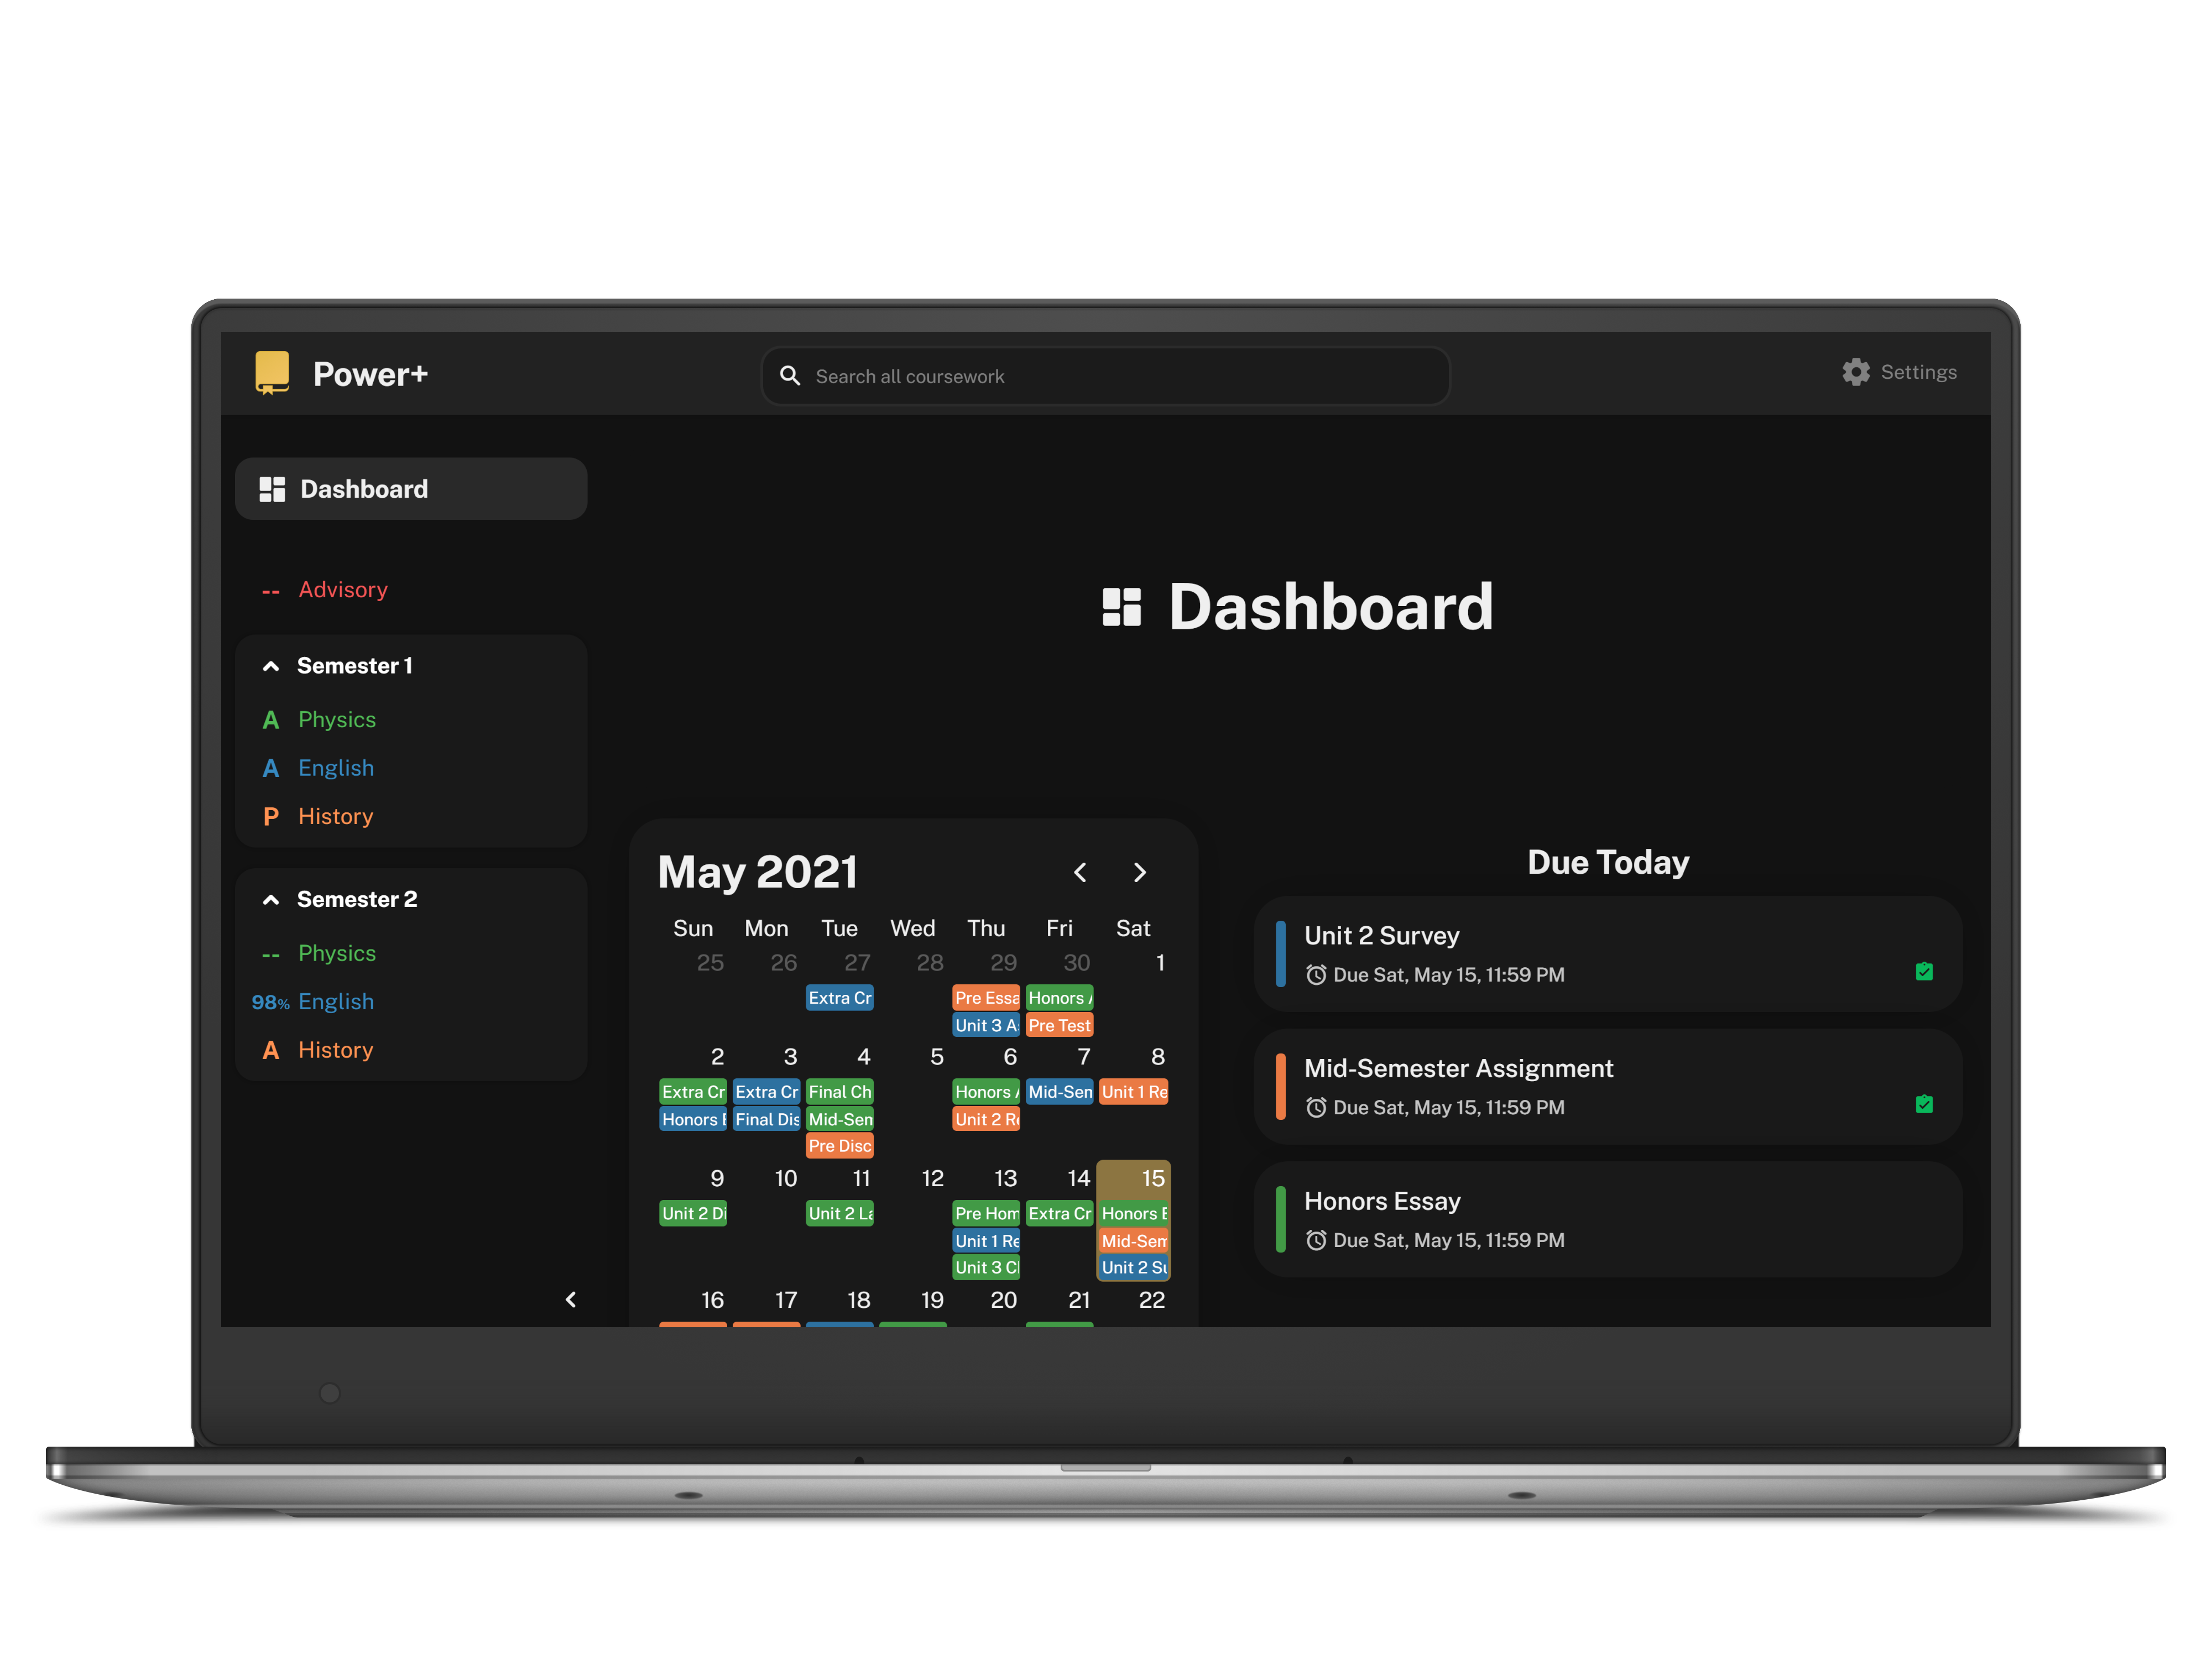 Power+
Search all coursework
Settings
Dashboard
-- Advisory
Semester 1
A Physics
A English
P History
Semester 2
-- Physics
98% English
A History
Dashboard
May 2021
Sun Mon Tue Wed Thu Fri Sat
25 26 27 28 29 30 1
Extra Cr Pre Essa Honors
Unit 3 A Pre Test
2 3 4 5 6 7 8
Extra Cr Extra Cr Final Ch Honors Mid-Sem Unit 1 Re
Honors Final Dis Mid-Sem Unit 2 Re
Pre Disc
9 10 11 12 13 14 15
Unit 2 Di Unit 2 La Pre Hom Extra Cr Honors E
Unit 1 Re Mid-Sem
Unit 3 C Unit 2 Su
16 17 18 19 20 21 22
Due Today
Unit 2 Survey
Due Sat, May 15, 11:59 PM
Mid-Semester Assignment
Due Sat, May 15, 11:59 PM
Honors Essay
Due Sat, May 15, 11:59 PM